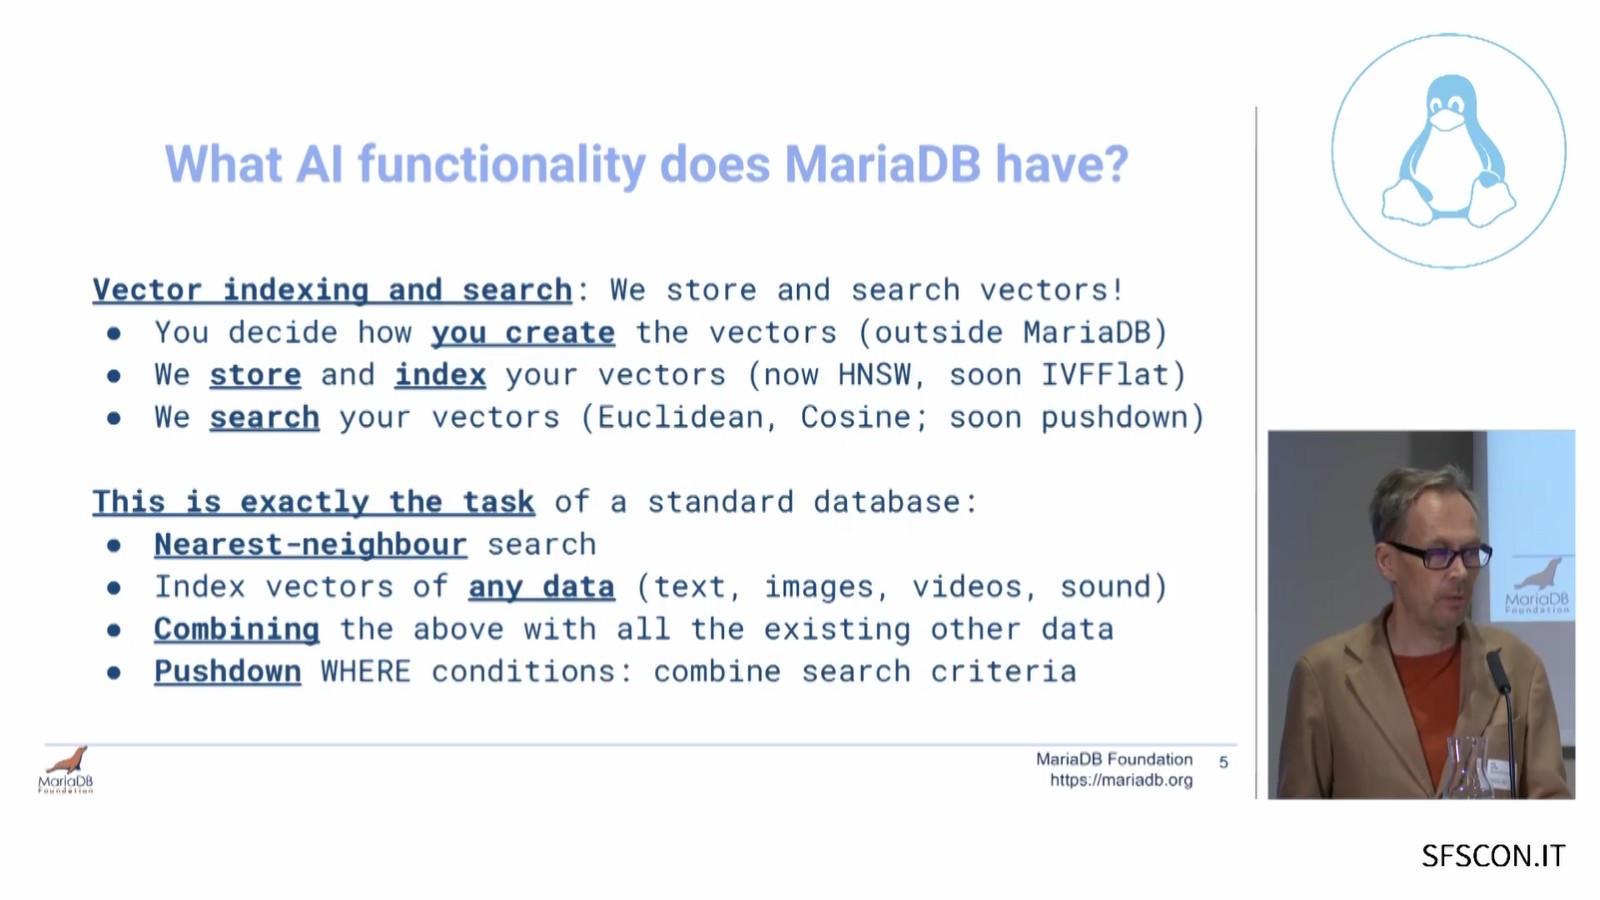 What AI functionality does MariaDB have?
Vector indexing and search: We store and search vectors!
● You decide how you create the vectors (outside MariaDB)
● We store and index your vectors (now HNSW, soon IVFFlat)
● We search your vectors (Euclidean, Cosine; soon pushdown)
This is exactly the task of a standard database:
● Nearest-neighbour search
● Index vectors of any data (text, images, videos, sound)
● Combining the above with all the existing other data
● Pushdown WHERE conditions: combine search criteria
MariaDB
Foundation
MariaDB Foundation 5
https://mariadb.org
MariaDB
Foundation
SFSCON.IT